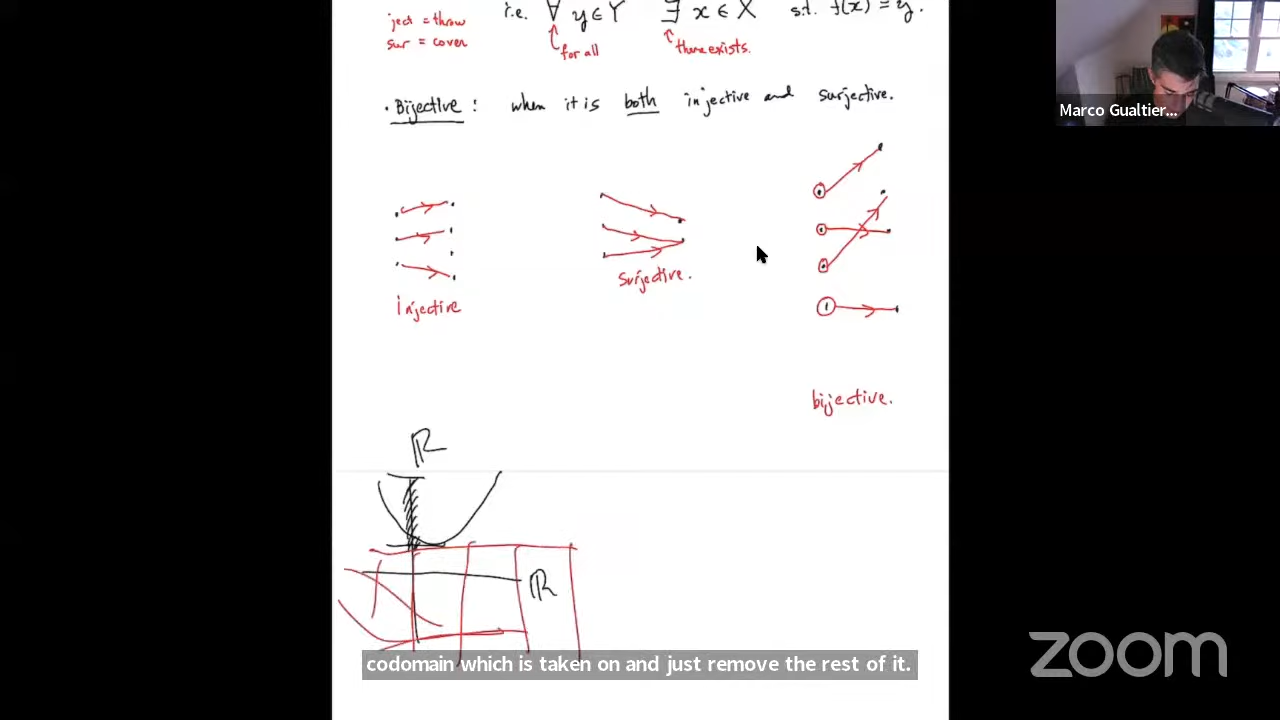 ject = throw
sur = cover
i.e. ∀ y ∈ Y ∃ x ∈ X s.t. f(x) = y.
for all
there exists.
• Bijective : when it is both injective and surjective.
injective
surjective.
bijective.
ℝ
ℝ
codomain which is taken on and just remove the rest of it.
Marco Gualtier...
zoom